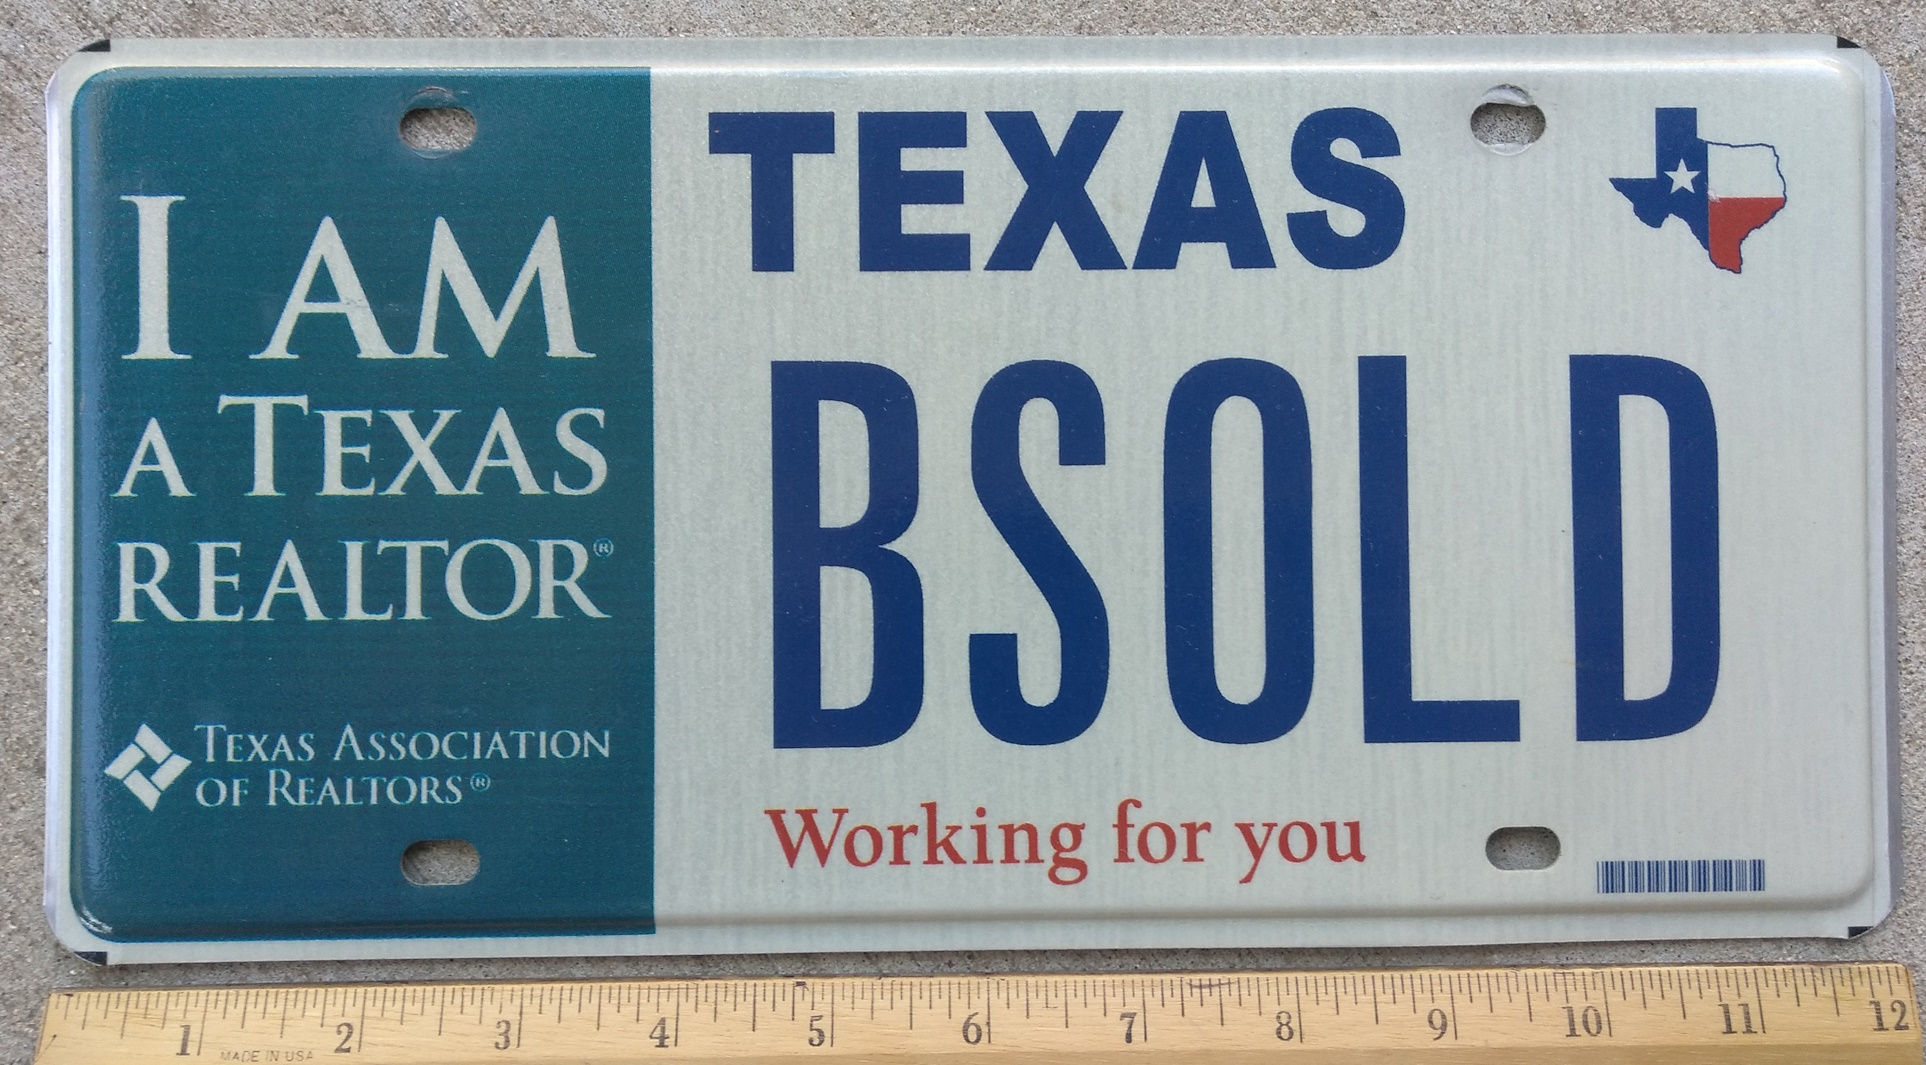 I AM
A TEXAS
REALTOR®
TEXAS ASSOCIATION
OF REALTORS®
TEXAS
BSOLD
Working for you
1 2 3 4 5 6 7 8 9 10 11 12
MADE IN USA